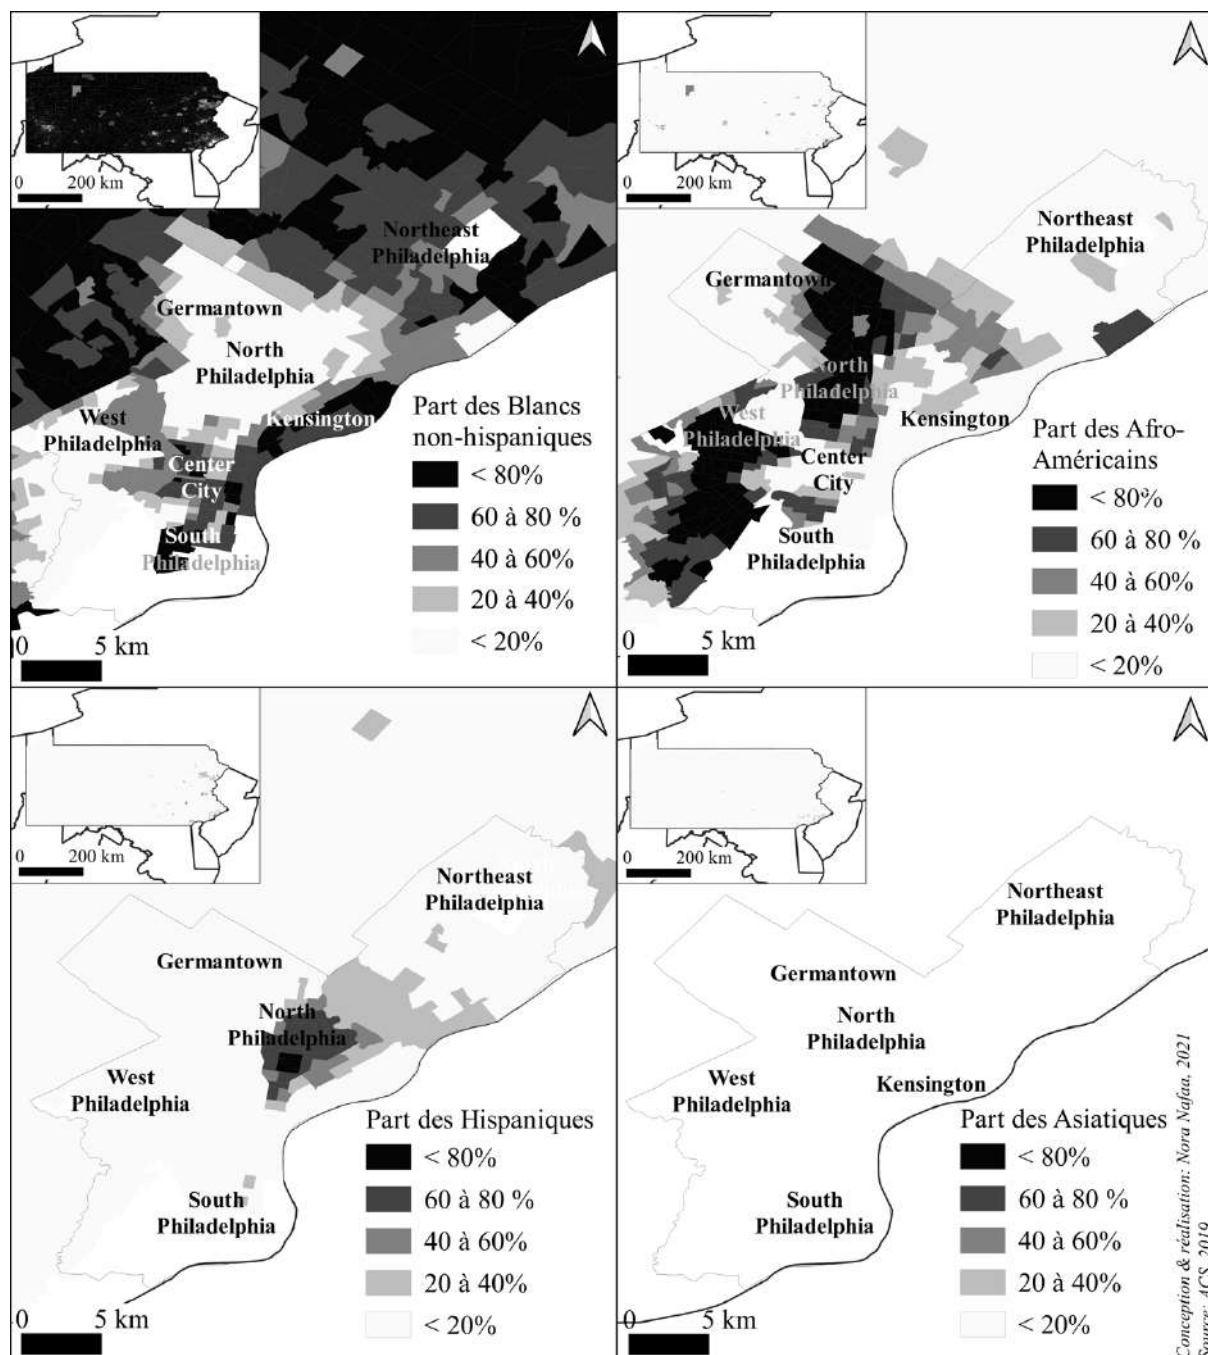 0 200 km
Northeast
Philadelphia
Germantown
North
Philadelphia
West
Philadelphia
Kensington
Center
City
South
Philadelphia
Part des Blancs
non-hispaniques
< 80%
60 à 80 %
40 à 60%
20 à 40%
< 20%
0 5 km
0 200 km
Northeast
Philadelphia
Germantown
North
Philadelphia
West
Philadelphia
Kensington
Center
City
South
Philadelphia
Part des Afro-
Américains
< 80%
60 à 80 %
40 à 60%
20 à 40%
< 20%
0 5 km
0 200 km
Northeast
Philadelphia
Germantown
North
Philadelphia
West
Philadelphia
South
Philadelphia
Part des Hispaniques
< 80%
60 à 80 %
40 à 60%
20 à 40%
< 20%
0 5 km
0 200 km
Northeast
Philadelphia
Germantown
North
Philadelphia
West
Philadelphia
Kensington
South
Philadelphia
Part des Asiatiques
< 80%
60 à 80 %
40 à 60%
20 à 40%
< 20%
0 5 km
Conception & réalisation: Nora Nafaa, 2021
Source: ACS, 2019